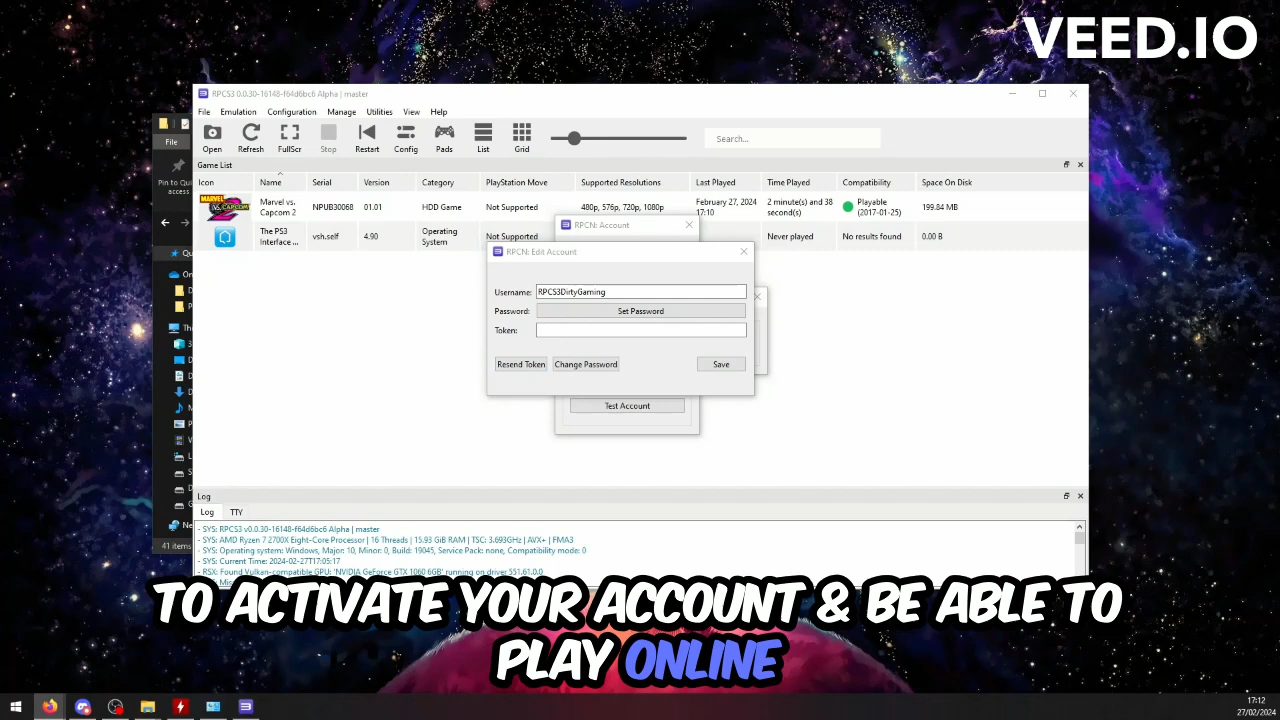 VEED.IO
RPCS3 0.0.30-16148-f64d6bc6 Alpha | master
File Emulation Configuration Manage Utilities View Help
File
Open Refresh FullScr Stop Restart Config Pads List Grid Search...
Pin to Quick
access
Game List
Icon Name Serial Version Category PlayStation Move Supported Resolutions Last Played Time Played Compatibility Space On Disk
MARVEL VS. CAPCOM 2 Marvel vs. Capcom 2 NPUB30068 01.01 HDD Game Not Supported 480p, 576p, 720p, 1080p February 27, 2024 17:10 2 minute(s) and 38 second(s) Playable (2017-01-25) 199.84 MB
The PS3 Interface ... vsh.self 4.90 Operating System Not Supported Never played No results found 0.00 B
RPCN: Account
RPCN: Edit Account
Username: RPCS3DirtyGaming
Password: Set Password
Token:
Resend Token Change Password Save
Test Account
Log
Log TTY
- SYS: RPCS3 v0.0.30-16148-f64d6bc6 Alpha | master
- SYS: AMD Ryzen 7 2700X Eight-Core Processor | 16 Threads | 15.93 GiB RAM | TSC: 3.693GHz | AVX+ | FMA3
- SYS: Operating system: Windows, Major: 10, Minor: 0, Build: 19045, Service Pack: none, Compatibility mode: 0
- SYS: Current Time: 2024-02-27T17:05:17
- RSX: Found Vulkan-compatible GPU: 'NVIDIA GeForce GTX 1060 6GB' running on driver 551.61.0.0
41 items
TO ACTIVATE YOUR ACCOUNT & BE ABLE TO
PLAY ONLINE
17:12
27/02/2024